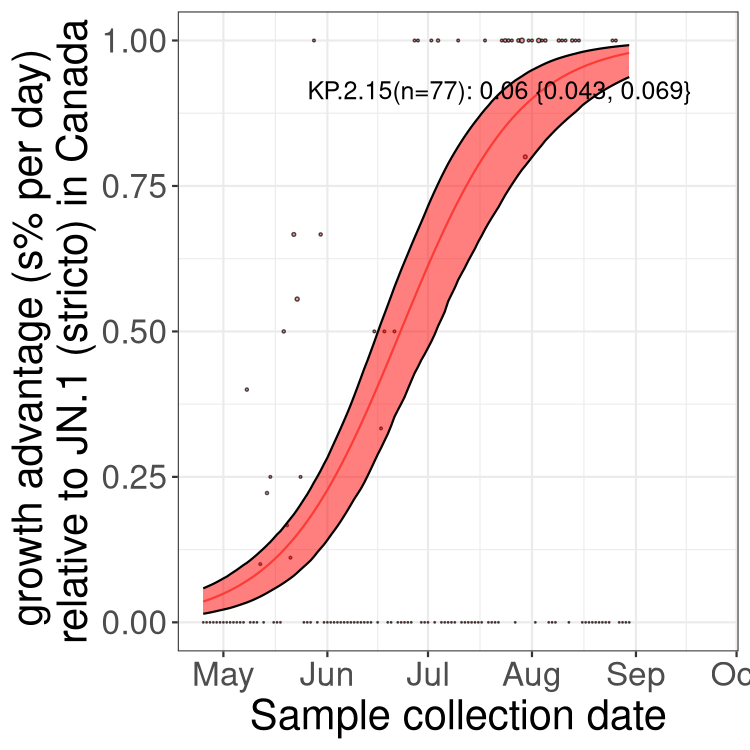 growth advantage (s% per day)
relative to JN.1 (stricto) in Canada
1.00
0.75
0.50
0.25
0.00
KP.2.15(n=77): 0.06 {0.043, 0.069}
May Jun Jul Aug Sep Oc
Sample collection date